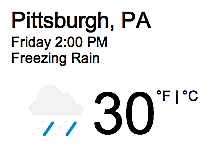 Pittsburgh, PA
Friday 2:00 PM
Freezing Rain
30 °F | °C